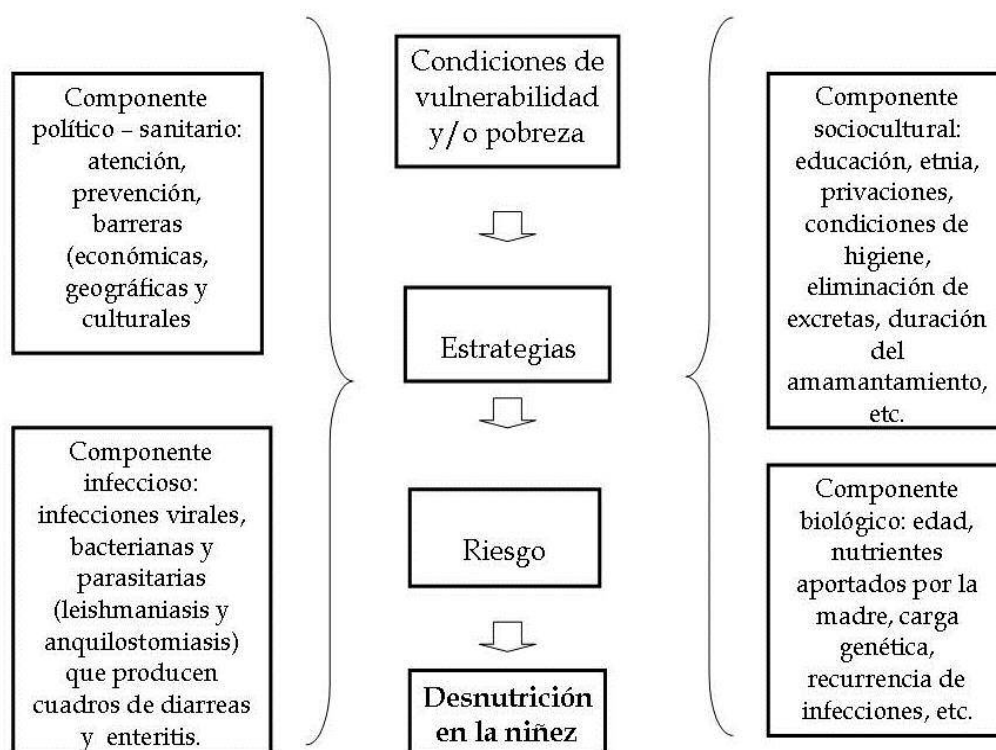 Componente
político – sanitario:
atención,
prevención,
barreras
(económicas,
geográficas y
culturales
Componente
infeccioso:
infecciones virales,
bacterianas y
parasitarias
(leishmaniasis y
anquilostomiasis)
que producen
cuadros de diarreas
y enteritis.
Condiciones de
vulnerabilidad
y/o pobreza
Estrategias
Riesgo
Desnutrición
en la niñez
Componente
sociocultural:
educación, etnia,
privaciones,
condiciones de
higiene,
eliminación de
excretas, duración
del
amamantamiento,
etc.
Componente
biológico: edad,
nutrientes
aportados por la
madre, carga
genética,
recurrencia de
infecciones, etc.